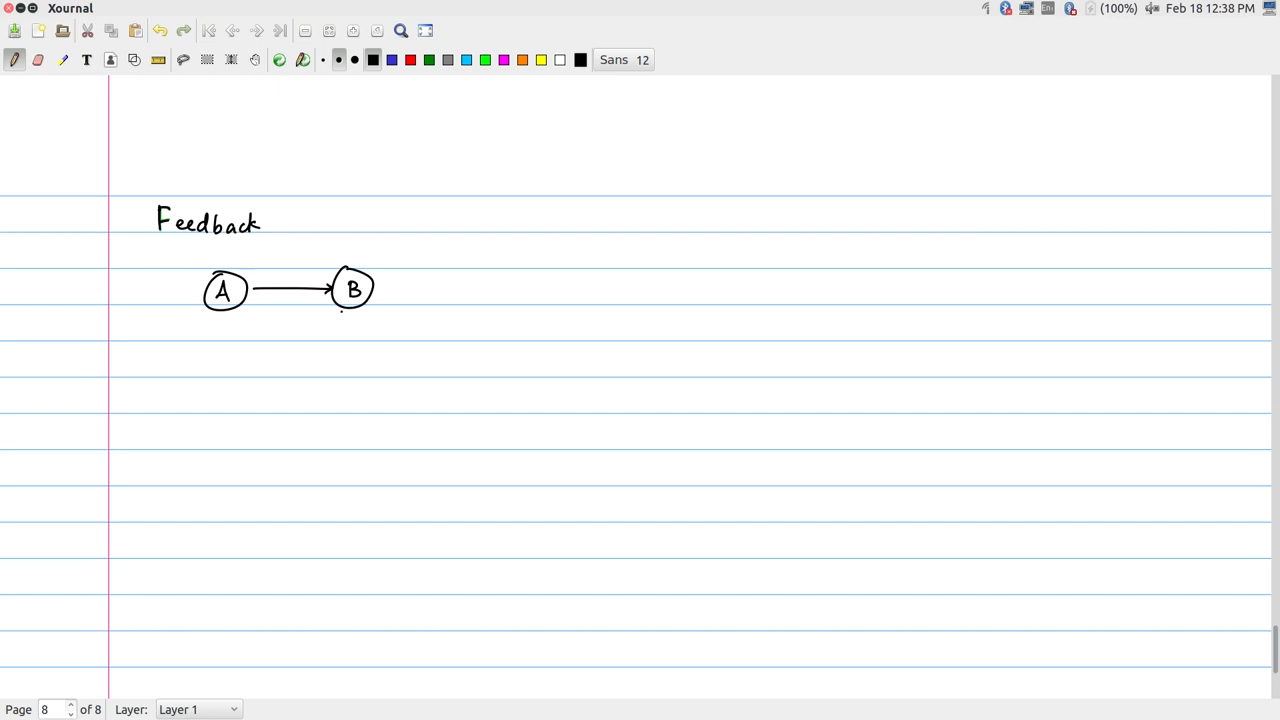 Xournal
(100%) Feb 18 12:38 PM
T Sans 12
Feedback
A B
Page 8 of 8 Layer: Layer 1